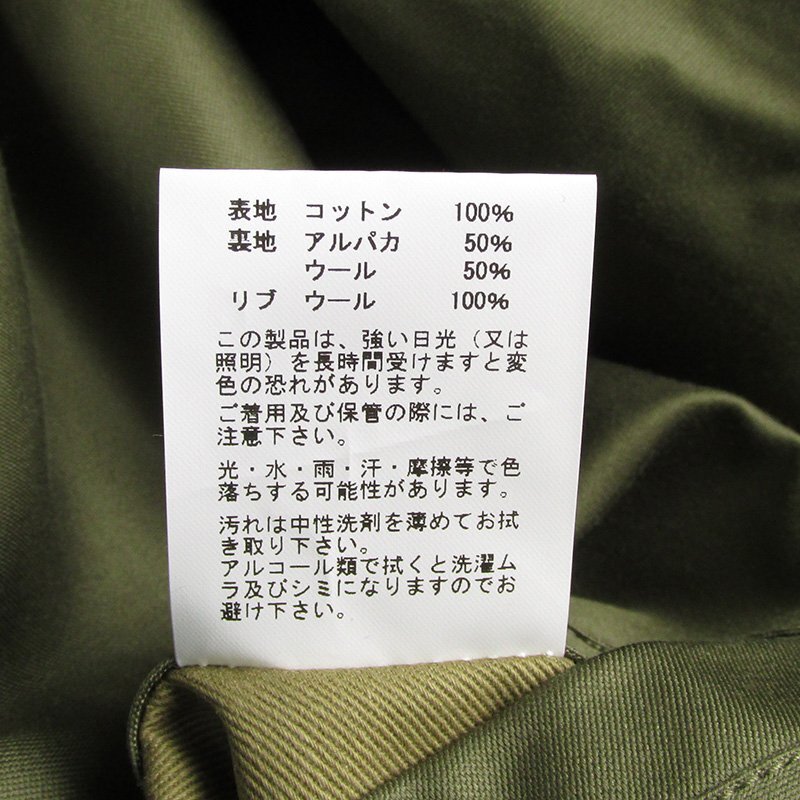 表地 コットン 100%
裏地 アルパカ 50%
ウール 50%
リブ ウール 100%
この製品は、強い日光（又は
照明）を長時間受けますと変
色の恐れがあります。
ご着用及び保管の際には、ご
注意下さい。
光・水・雨・汗・摩擦等で色
落ちする可能性があります。
汚れは中性洗剤を薄めてお拭
き取り下さい。
アルコール類で拭くと洗濯ム
ラ及びシミになりますのでお
避け下さい。